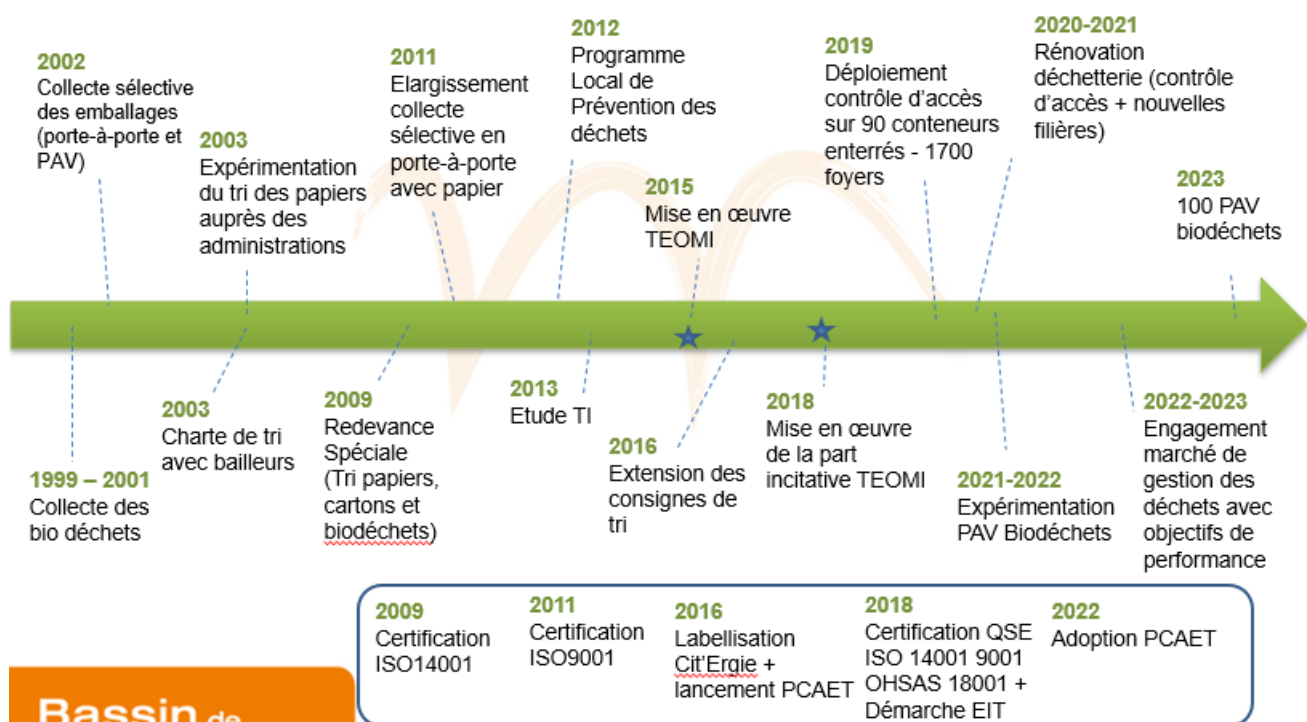 2002
Collecte sélective
des emballages
(porte-à-porte et
PAV)
2003
Expérimentation
du tri des papiers
auprès des
administrations
2011
Elargissement
collecte
sélective en
porte-à-porte
avec papier
2012
Programme
Local de
Prévention des
déchets
2015
Mise en œuvre
TEOMI
2019
Déploiement
contrôle d'accès
sur 90 conteneurs
enterrés - 1700
foyers
2020-2021
Rénovation
déchetterie (contrôle
d'accès + nouvelles
filières)
2023
100 PAV
biodéchets
1999 – 2001
Collecte des
bio déchets
2003
Charte de tri
avec bailleurs
2009
Redevance
Spéciale
(Tri papiers,
cartons et
biodéchets)
2013
Etude TI
2016
Extension des
consignes de
tri
2018
Mise en œuvre
de la part
incitative TEOMI
2021-2022
Expérimentation
PAV Biodéchets
2022-2023
Engagement
marché de
gestion des
déchets avec
objectifs de
performance
2009
Certification
ISO14001
2011
Certification
ISO9001
2016
Labellisation
Cit'Ergie +
lancement PCAET
2018
Certification QSE
ISO 14001 9001
OHSAS 18001 +
Démarche EIT
2022
Adoption PCAET
Bassin de